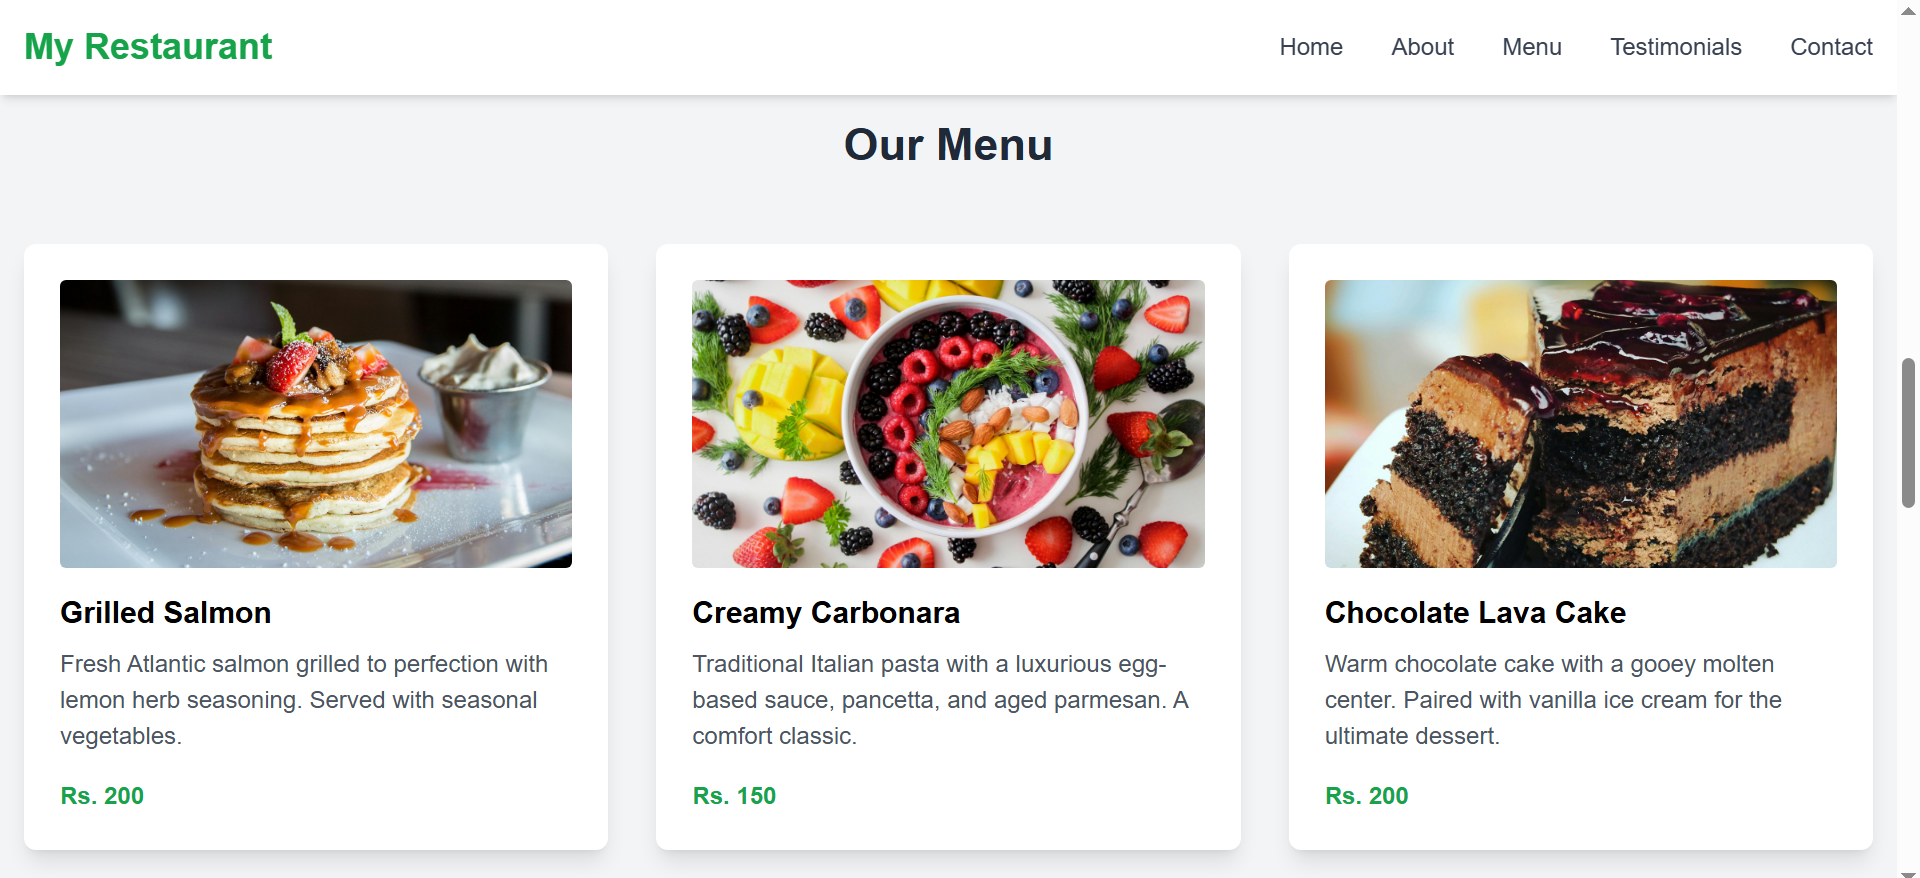 My Restaurant
Home About Menu Testimonials Contact
Our Menu
Grilled Salmon
Fresh Atlantic salmon grilled to perfection with
lemon herb seasoning. Served with seasonal
vegetables.
Rs. 200
Creamy Carbonara
Traditional Italian pasta with a luxurious egg-
based sauce, pancetta, and aged parmesan. A
comfort classic.
Rs. 150
Chocolate Lava Cake
Warm chocolate cake with a gooey molten
center. Paired with vanilla ice cream for the
ultimate dessert.
Rs. 200